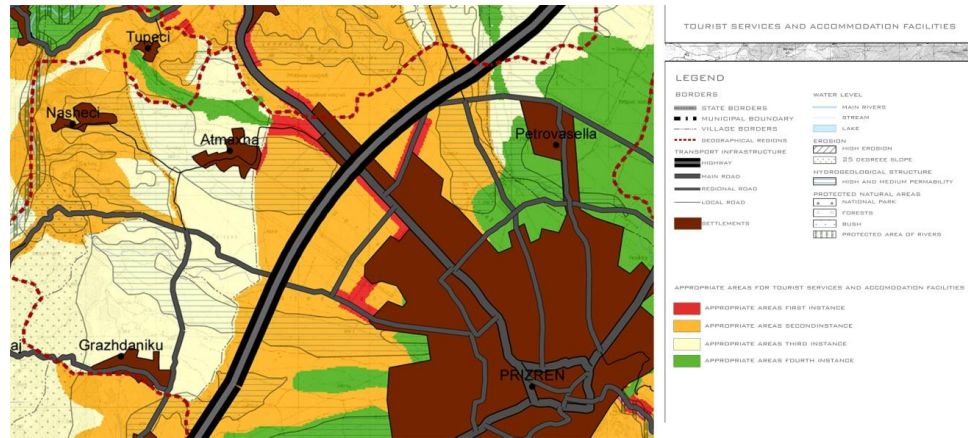 Tupeci
Nasheci
Atmaxha
Petrovasella
Grazhdaniku
aj
PRIZREN
TOURIST SERVICES AND ACCOMMODATION FACILITIES
LEGEND
BORDERS
STATE BORDERS
MUNICIPAL BOUNDARY
VILLAGE BORDERS
GEOGRAPHICAL REGIONS
TRANSPORT INFRASTRUCTURE
HIGHWAY
MAIN ROAD
REGIONAL ROAD
LOCAL ROAD
SETTLEMENTS
WATER LEVEL
MAIN RIVERS
STREAM
LAKE
EROSION
HIGH EROSION
25 DEGREEE SLOPE
HYDROGEOLOGICAL STRUCTURE
HIGH AND MEDIUM PERMABILITY
PROTECTED NATURAL AREAS
NATIONAL PARK
FORESTS
BUSH
PROTECTED AREA OF RIVERS
APPROPRIATE AREAS FOR TOURIST SERVICES AND ACCOMODATION FACILITIES
APPROPRIATE AREAS FIRST INSTANCE
APPROPRIATE AREAS SECONDINSTANCE
APPROPRIATE AREAS THIRD INSTANCE
APPROPRIATE AREAS FOURTH INSTANCE